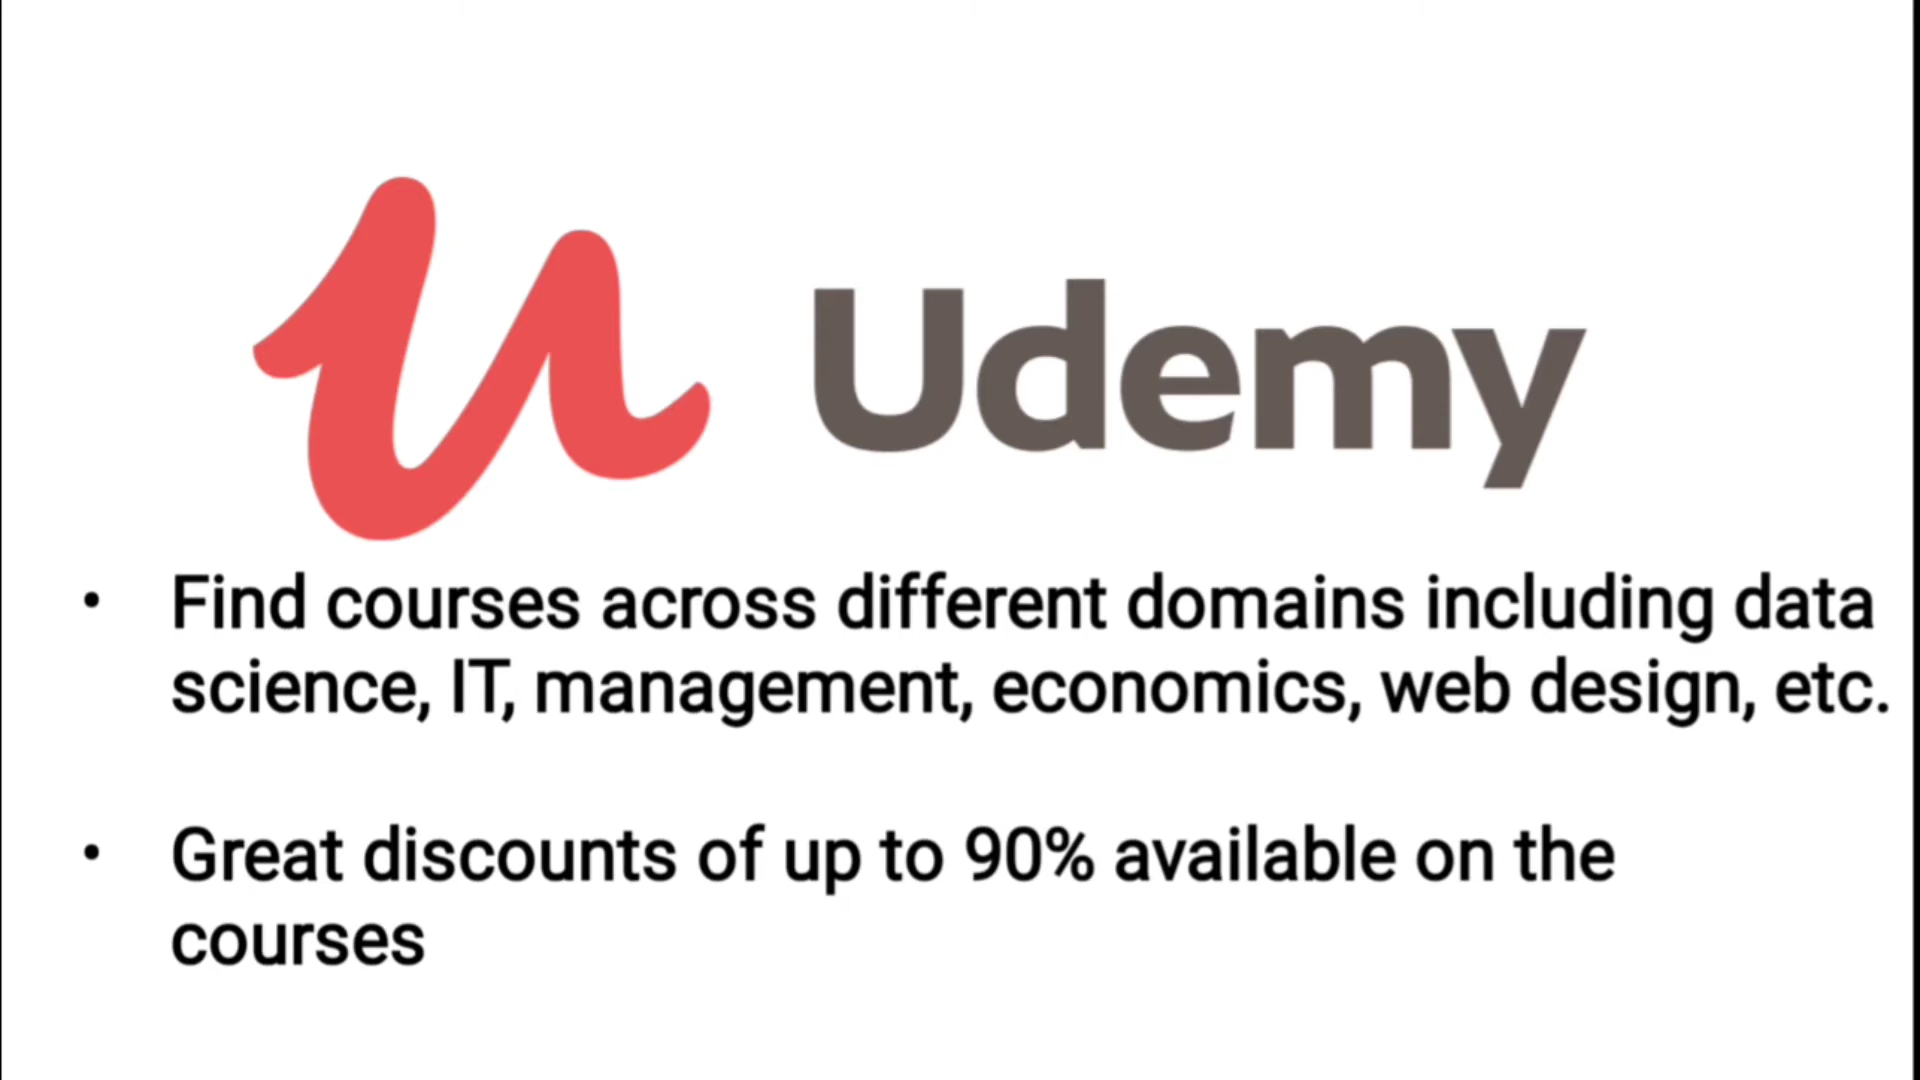 Udemy
• Find courses across different domains including data
science, IT, management, economics, web design, etc.
• Great discounts of up to 90% available on the
courses